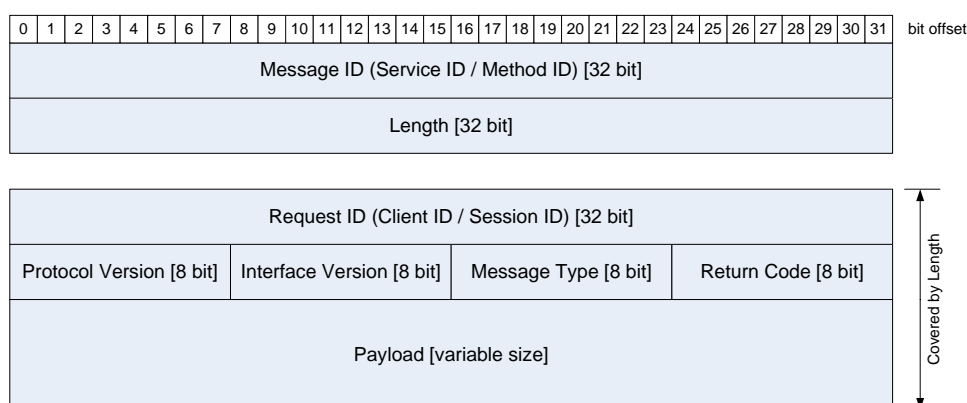 0 1 2 3 4 5 6 7 8 9 10 11 12 13 14 15 16 17 18 19 20 21 22 23 24 25 26 27 28 29 30 31 bit offset
Message ID (Service ID / Method ID) [32 bit]
Length [32 bit]
Request ID (Client ID / Session ID) [32 bit]
Protocol Version [8 bit] Interface Version [8 bit] Message Type [8 bit] Return Code [8 bit]
Payload [variable size]
Covered by Length